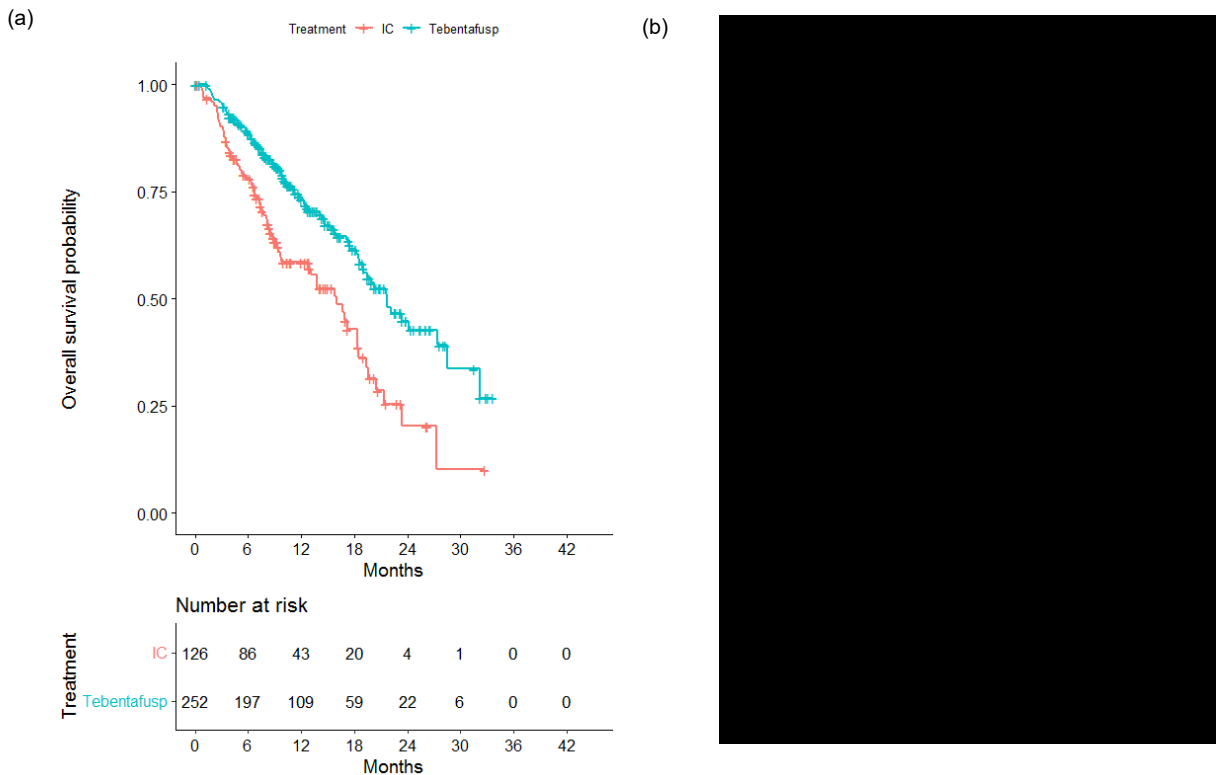 (a)
(b)
Treatment IC Tebentafusp
1.00
0.75
0.50
0.25
0.00
Overall survival probability
0 6 12 18 24 30 36 42
Months
Number at risk
Treatment
IC 126 86 43 20 4 1 0 0
Tebentafusp 252 197 109 59 22 6 0 0
0 6 12 18 24 30 36 42
Months